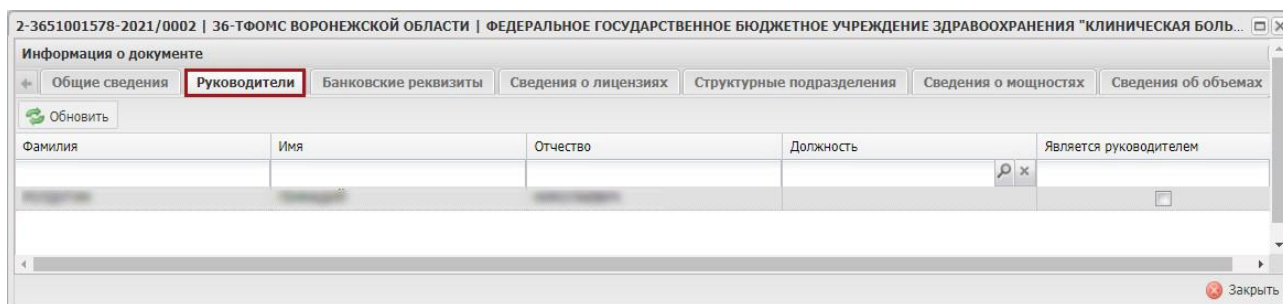 2-3651001578-2021/0002 | 36-ТФОМС ВОРОНЕЖСКОЙ ОБЛАСТИ | ФЕДЕРАЛЬНОЕ ГОСУДАРСТВЕННОЕ БЮДЖЕТНОЕ УЧРЕЖДЕНИЕ ЗДРАВООХРАНЕНИЯ "КЛИНИЧЕСКАЯ БОЛЬ...
Информация о документе
Общие сведения Руководители Банковские реквизиты Сведения о лицензиях Структурные подразделения Сведения о мощностях Сведения об объемах
Обновить
Фамилия Имя Отчество Должность Является руководителем
Закрыть